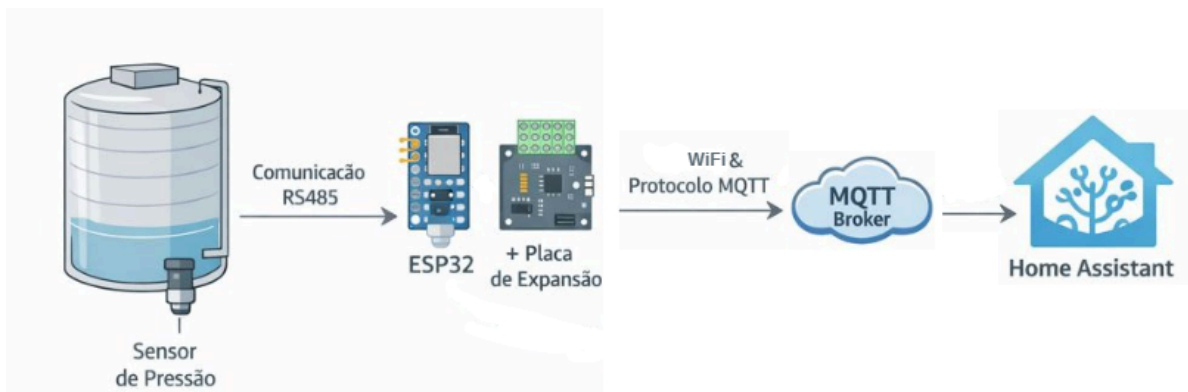 Sensor
de Pressão
Comunicacão
RS485
ESP32
+ Placa
de Expansão
WiFi &
Protocolo MQTT
MQTT
Broker
Home Assistant